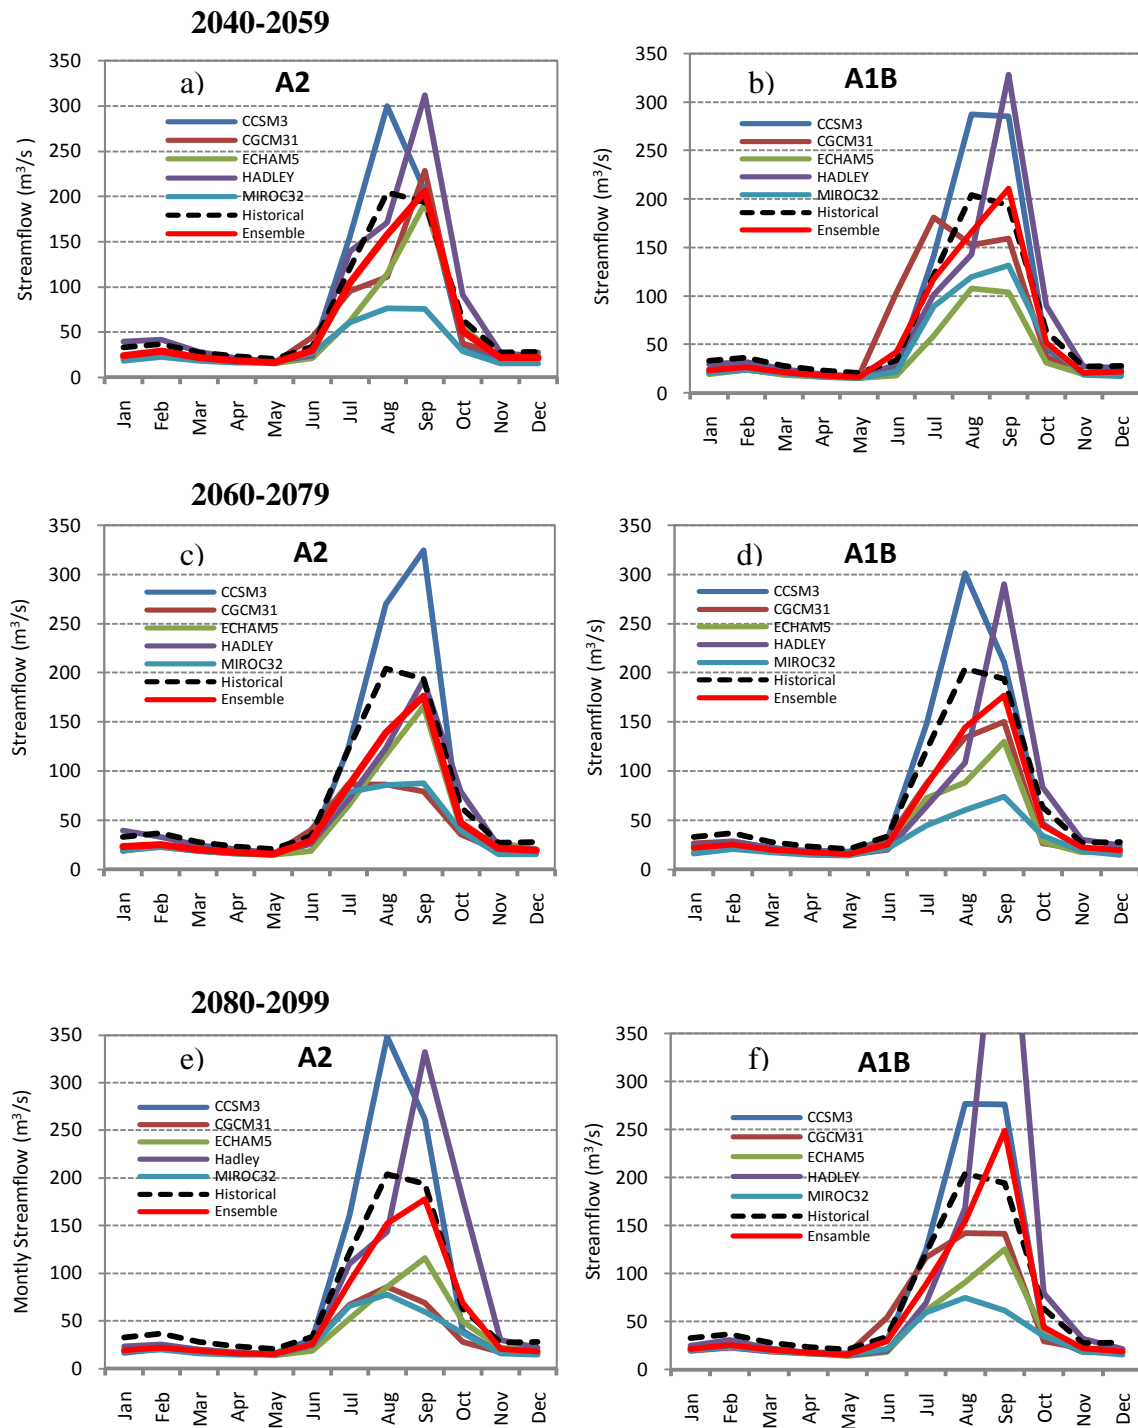 2040-2059
a) A2
Streamflow (m³/s )
350
300
250
200
150
100
50
0
CCSM3
CGCM31
ECHAM5
HADLEY
MIROC32
Historical
Ensemble
Jan Feb Mar Apr May Jun Jul Aug Sep Oct Nov Dec
b) A1B
Streamflow (m³/s)
350
300
250
200
150
100
50
0
CCSM3
CGCM31
ECHAM5
HADLEY
MIROC32
Historical
Ensemble
Jan Feb Mar Apr May Jun Jul Aug Sep Oct Nov Dec
2060-2079
c) A2
Streamflow (m³/s)
350
300
250
200
150
100
50
0
CCSM3
CGCM31
ECHAM5
HADLEY
MIROC32
Historical
Ensemble
Jan Feb Mar Apr May Jun Jul Aug Sep Oct Nov Dec
d) A1B
Streamflow (m³/s)
350
300
250
200
150
100
50
0
CCSM3
CGCM31
ECHAM5
HADLEY
MIROC32
Historical
Ensemble
Jan Feb Mar Apr May Jun Jul Aug Sep Oct Nov Dec
2080-2099
e) A2
Montly Streamflow (m³/s)
350
300
250
200
150
100
50
0
CCSM3
CGCM31
ECHAM5
Hadley
MIROC32
Historical
Ensemble
Jan Feb Mar Apr May Jun Jul Aug Sep Oct Nov Dec
f) A1B
Streamflow (m³/s)
350
300
250
200
150
100
50
0
CCSM3
CGCM31
ECHAM5
HADLEY
MIROC32
Historical
Ensamble
Jan Feb Mar Apr May Jun Jul Aug Sep Oct Nov Dec